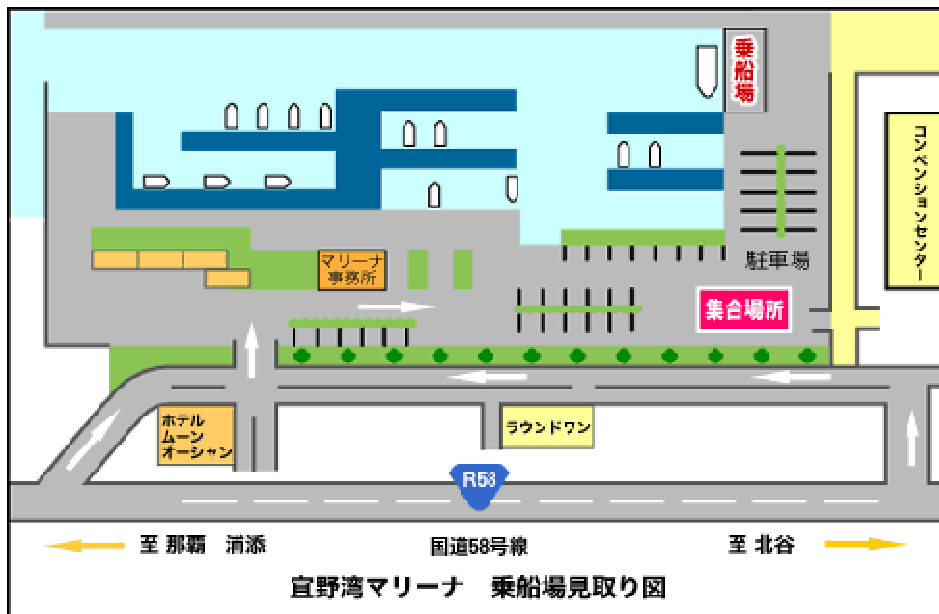 乗船場
コンベンションセンター
マリーナ
事務所
駐車場
集合場所
ホテル
ムーン
オーシャン
ラウンドワン
R58
至 那覇 浦添
国道58号線
至 北谷
宜野湾マリーナ 乗船場見取り図